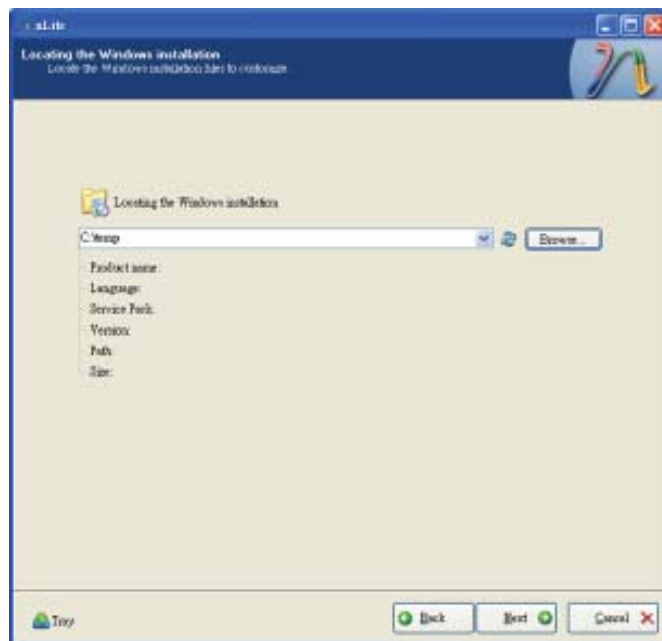 nLite
Locating the Windows installation
Locate the Windows installation files to customize
Locating the Windows installation
C:\temp
Browse...
Product name:
Language:
Service Pack:
Version:
Path:
Size:
Tray
Back
Next
Cancel